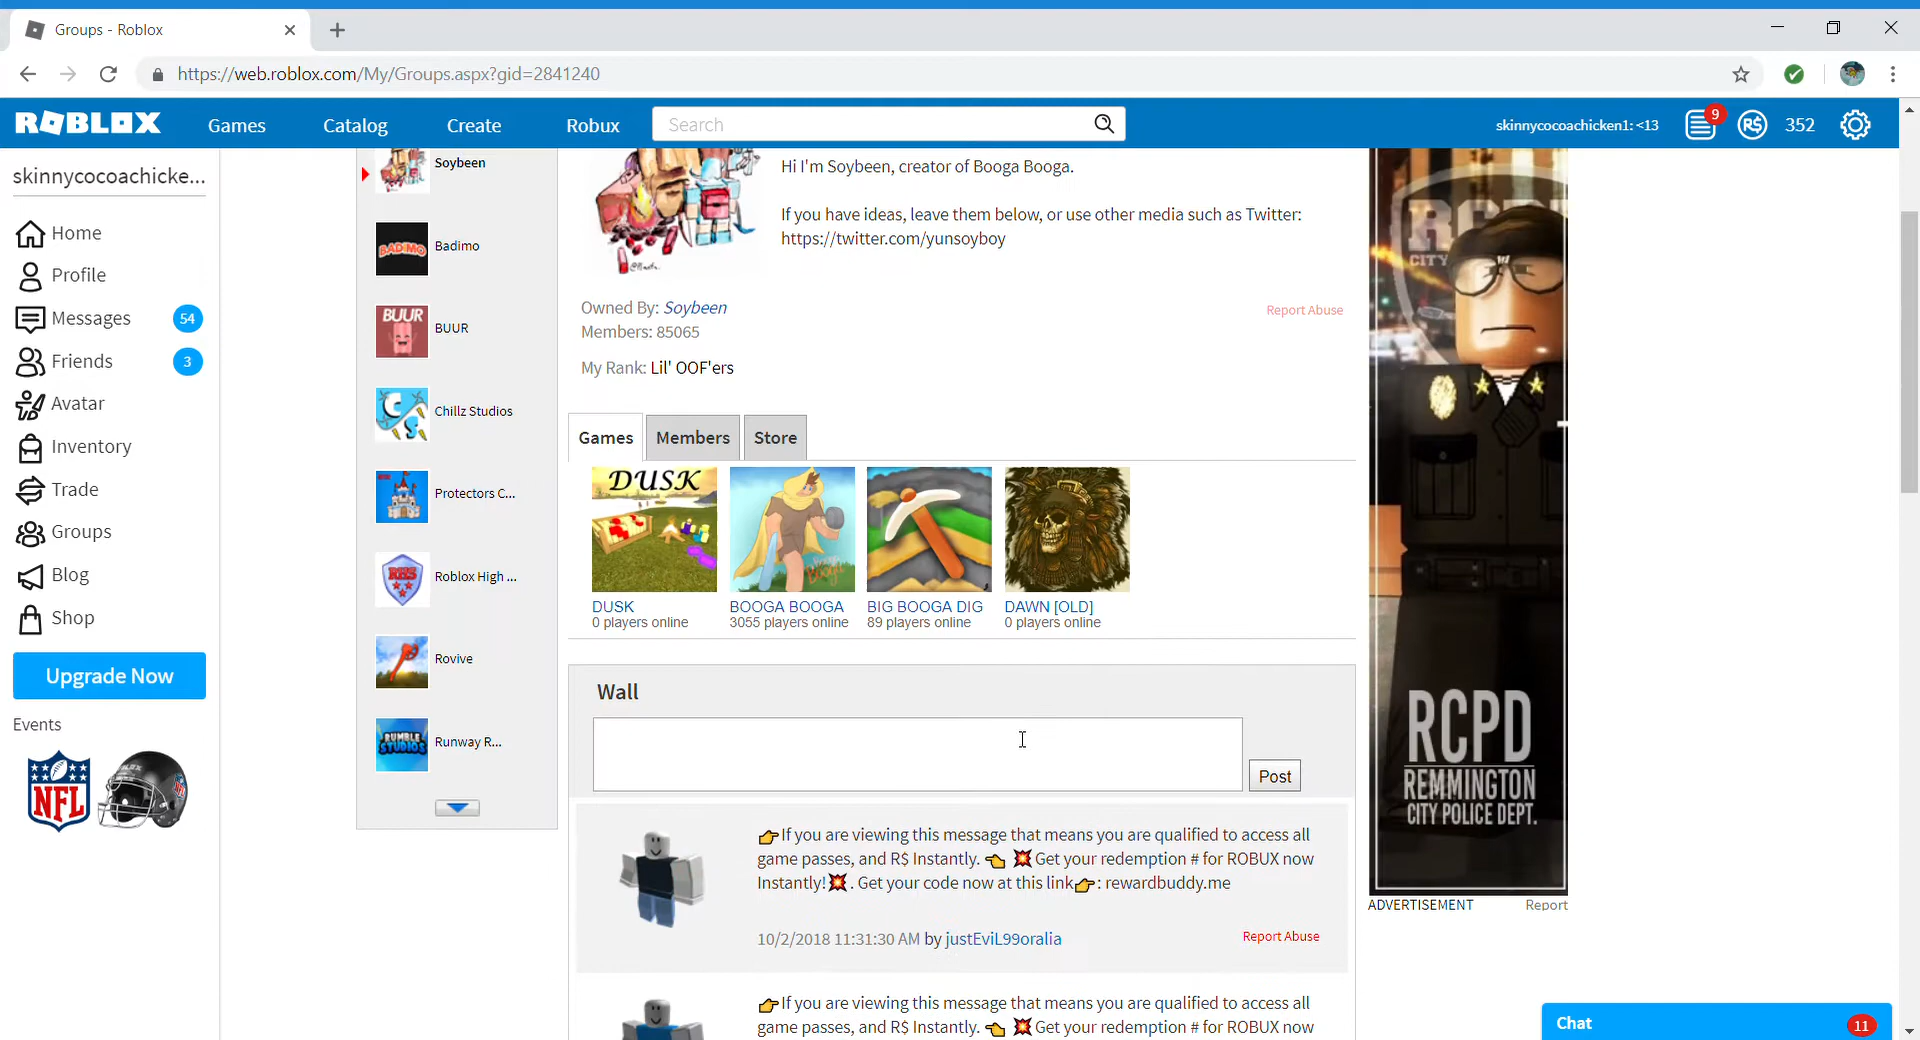 Groups - Roblox
https://web.roblox.com/My/Groups.aspx?gid=2841240
ROBLOX
Games
Catalog
Create
Robux
Search
skinnycocoachicken1: <13
9
R$
352
skinnycocoachicke...
Home
Profile
Messages
54
Friends
3
Avatar
Inventory
Trade
Groups
Blog
Shop
Upgrade Now
Events
NFL
Soybeen
BADIMO
Badimo
BUUR
BUUR
CS
Chillz Studios
Protectors C...
RHS
Roblox High ...
Rovive
RUMBLE
STUDIOS
Runway R...
Hi I'm Soybeen, creator of Booga Booga.
If you have ideas, leave them below, or use other media such as Twitter:
https://twitter.com/yunsoyboy
Owned By: Soybeen
Report Abuse
Members: 85065
My Rank: Lil' OOF'ers
Games
Members
Store
DUSK
DUSK
0 players online
BOOGA BOOGA
3055 players online
BIG BOOGA DIG
89 players online
DAWN [OLD]
0 players online
Wall
Post
👉If you are viewing this message that means you are qualified to access all
game passes, and R$ Instantly. 👈 💥Get your redemption # for ROBUX now
Instantly!💥. Get your code now at this link👉: rewardbuddy.me
10/2/2018 11:31:30 AM by justEviL99oralia
Report Abuse
👉If you are viewing this message that means you are qualified to access all
game passes, and R$ Instantly. 👈 💥Get your redemption # for ROBUX now
RCPD
CITY
RCPD
REMMINGTON
CITY POLICE DEPT.
ADVERTISEMENT
Report
Chat
11